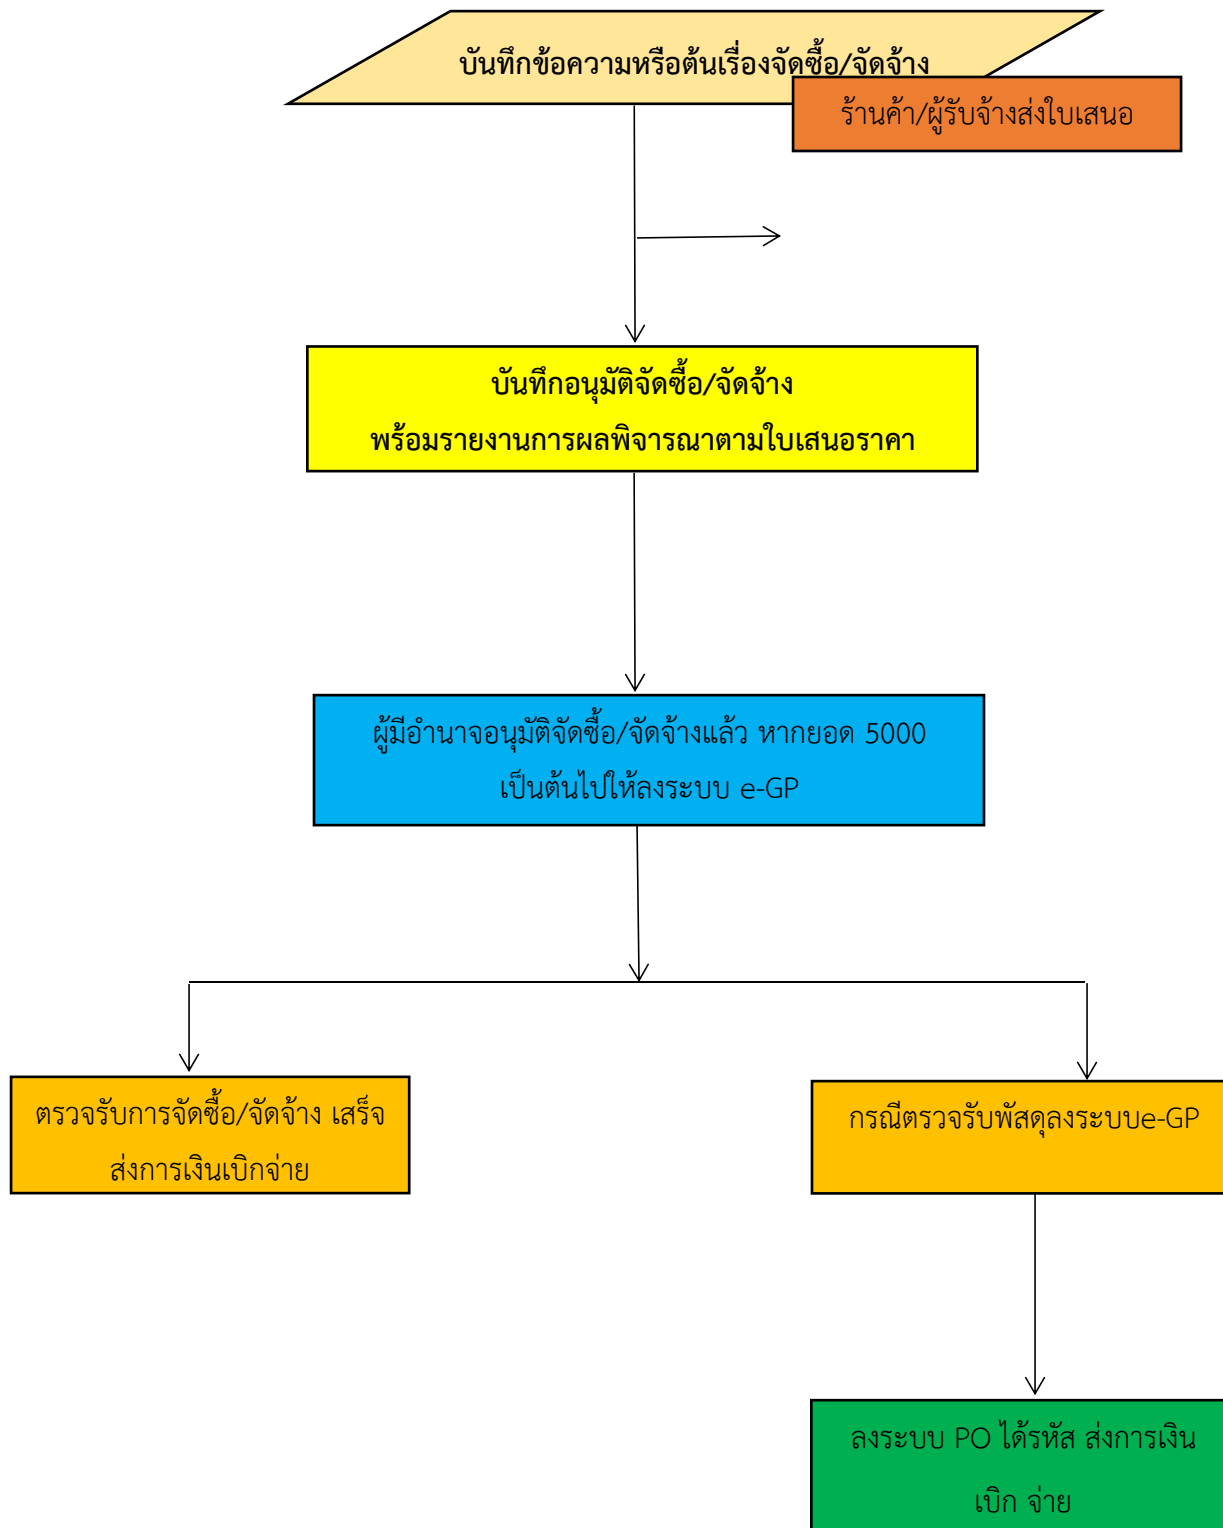 บันทึกข้อความหรือต้นเรื่องจัดซื้อ/จัดจ้าง
ร้านค้า/ผู้รับจ้างส่งใบเสนอ
บันทึกอนุมัติจัดซื้อ/จัดจ้าง
พร้อมรายงานการผลพิจารณาตามใบเสนอราคา
ผู้มีอำนาจอนุมัติจัดซื้อ/จัดจ้างแล้ว หากยอด 5000
เป็นต้นไปให้ลงระบบ e-GP
ตรวจรับการจัดซื้อ/จัดจ้าง เสร็จ
ส่งการเงินเบิกจ่าย
กรณีตรวจรับพัสดุลงระบบe-GP
ลงระบบ PO ได้รหัส ส่งการเงิน
เบิก จ่าย